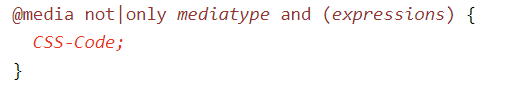 @media not|only mediatype and (expressions) {
  CSS-Code;
}